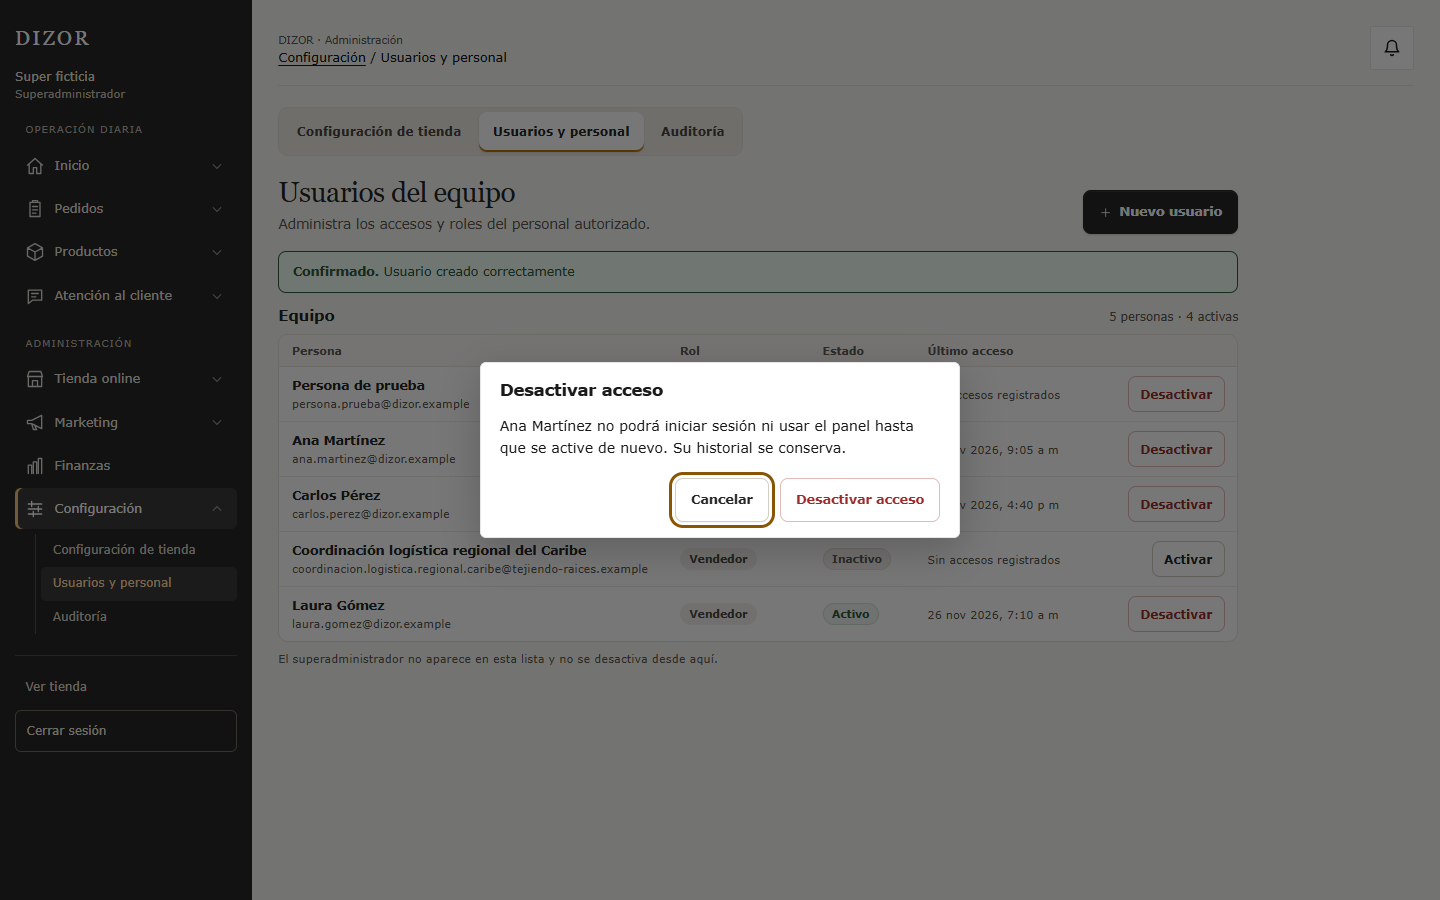 DIZOR
Super ficticia
Superadministrador
OPERACIÓN DIARIA
Inicio
Pedidos
Productos
Atención al cliente
ADMINISTRACIÓN
Tienda online
Marketing
Finanzas
Configuración
Configuración de tienda
Usuarios y personal
Auditoría
Ver tienda
Cerrar sesión
DIZOR · Administración
Configuración / Usuarios y personal
Configuración de tienda Usuarios y personal Auditoría
Usuarios del equipo
Administra los accesos y roles del personal autorizado.
+ Nuevo usuario
Confirmado. Usuario creado correctamente
Equipo 5 personas · 4 activas
Persona Rol Estado Último acceso
Persona de prueba
persona.prueba@dizor.example
registrados Desactivar
Ana Martínez
ana.martinez@dizor.example
2026, 9:05 a m Desactivar
Carlos Pérez
carlos.perez@dizor.example
2026, 4:40 p m Desactivar
Coordinación logística regional del Caribe
coordinacion.logistica.regional.caribe@tejiendo-raices.example
Vendedor Inactivo Sin accesos registrados Activar
Laura Gómez
laura.gomez@dizor.example
Vendedor Activo 26 nov 2026, 7:10 a m Desactivar
El superadministrador no aparece en esta lista y no se desactiva desde aquí.
Desactivar acceso
Ana Martínez no podrá iniciar sesión ni usar el panel hasta
que se active de nuevo. Su historial se conserva.
Cancelar Desactivar acceso